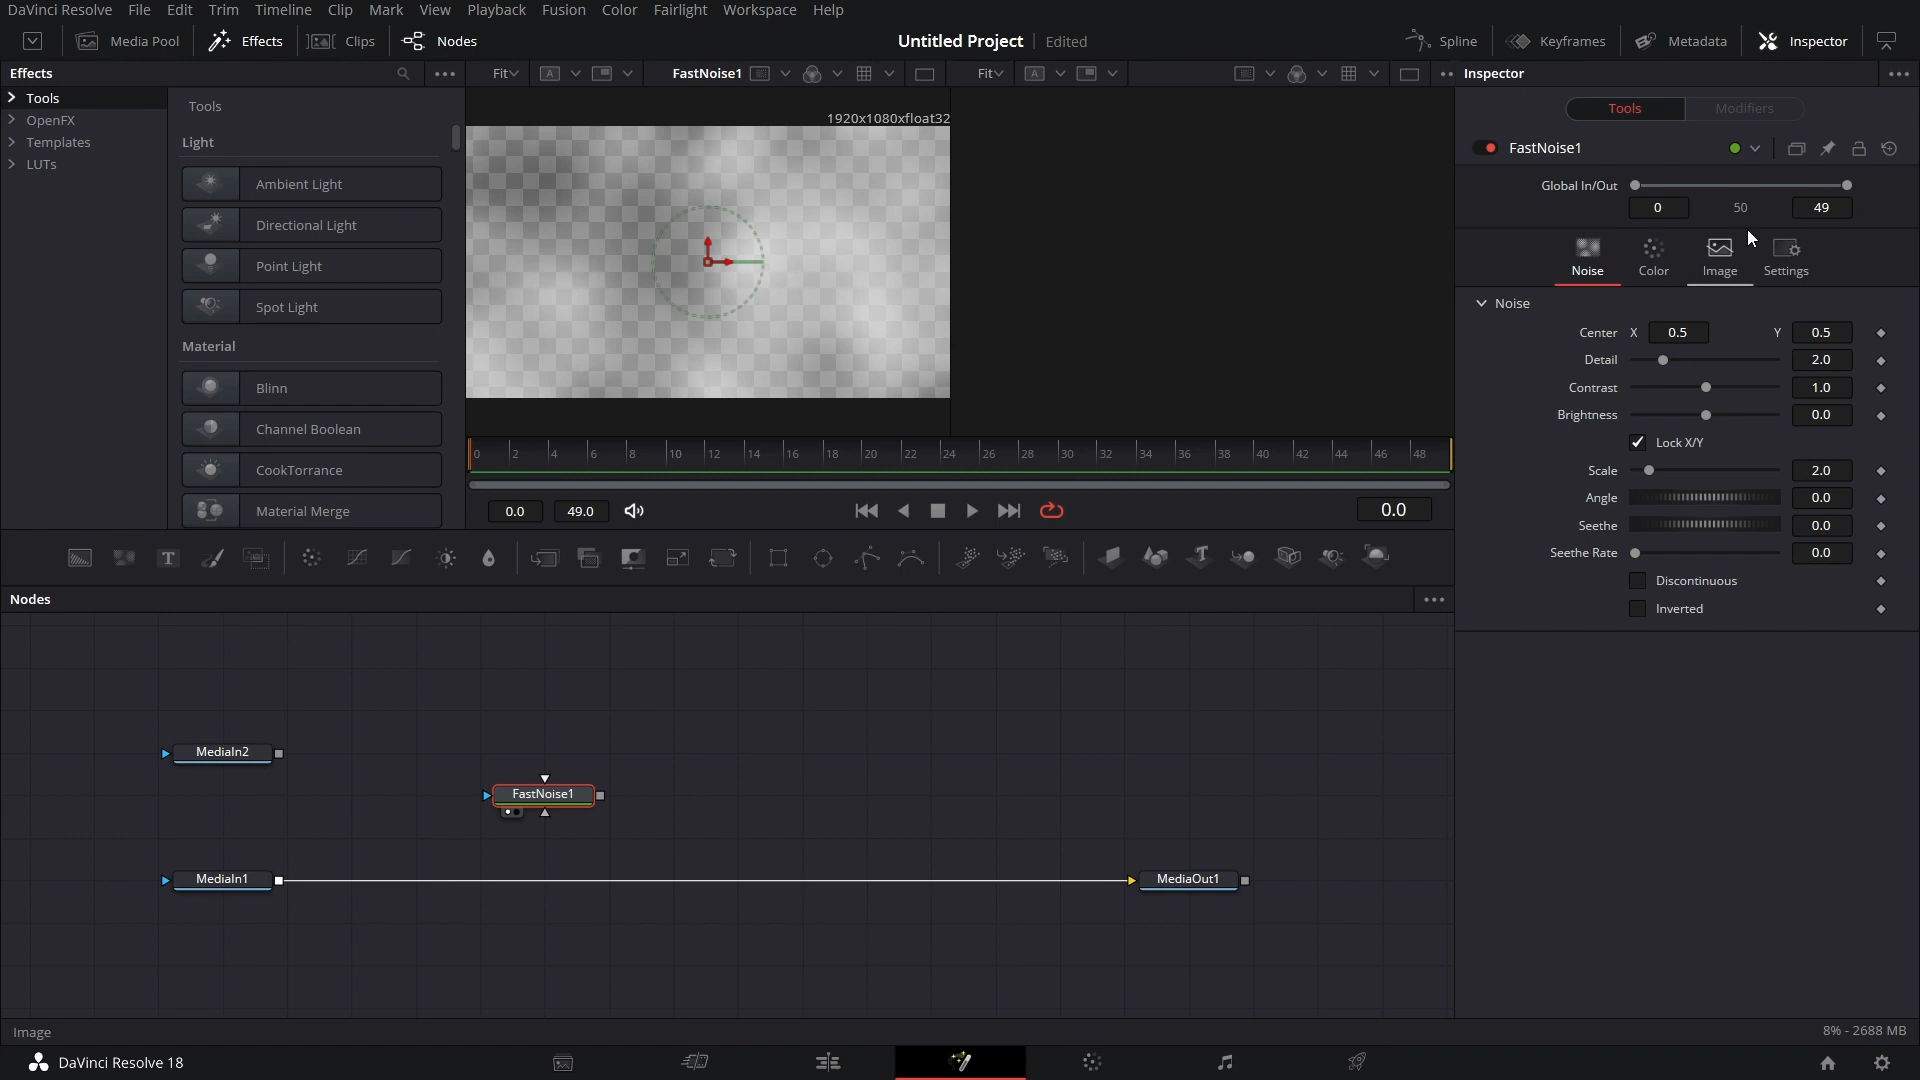 DaVinci Resolve File Edit Trim Timeline Clip Mark View Playback Fusion Color Fairlight Workspace Help
Media Pool Effects Clips Nodes Untitled Project Edited Spline Keyframes Metadata Inspector
Effects Fit A FastNoise1 Fit A Inspector
Tools
OpenFX
Templates
LUTs
Tools
Light
Ambient Light
Directional Light
Point Light
Spot Light
Material
Blinn
Channel Boolean
CookTorrance
Material Merge
1920x1080xfloat32
0 2 4 6 8 10 12 14 16 18 20 22 24 26 28 30 32 34 36 38 40 42 44 46 48
0.0 49.0 0.0
Tools Modifiers
FastNoise1
Global In/Out
0 50 49
Noise Color Image Settings
Noise
Center X 0.5 Y 0.5
Detail 2.0
Contrast 1.0
Brightness 0.0
Lock X/Y
Scale 2.0
Angle 0.0
Seethe 0.0
Seethe Rate 0.0
Discontinuous
Inverted
T T
Nodes
MediaIn2
FastNoise1
MediaIn1 MediaOut1
Image 8% - 2688 MB
DaVinci Resolve 18